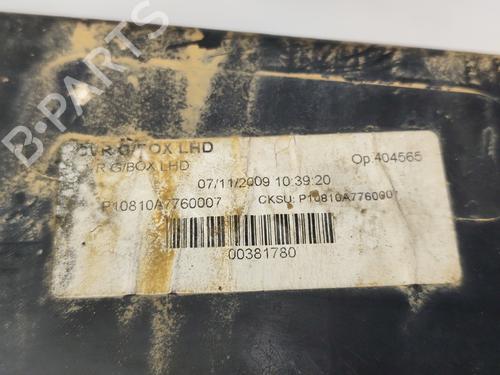 R G/BOX LHD
R G/BOX LHD
Op.404565
07/11/2009 10:39:20
P10810A7760007
CKSU: P10810A7760007
00381780
B-PARTS